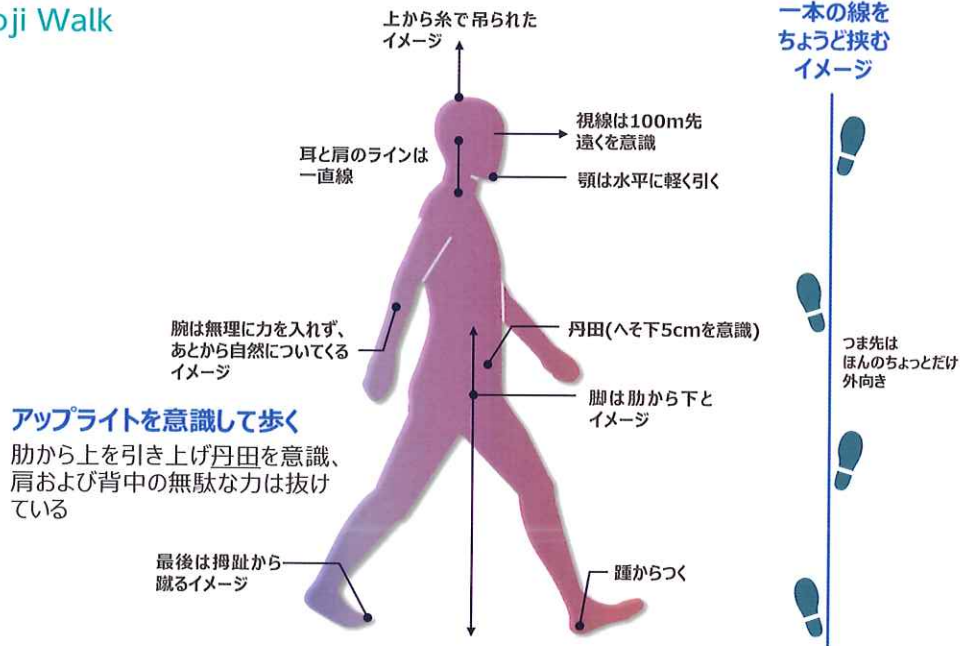 oji Walk
上から糸で吊られた
イメージ
一本の線を
ちょうど挟む
イメージ
視線は100m先
遠くを意識
耳と肩のラインは
一直線
顎は水平に軽く引く
腕は無理に力を入れず、
あとから自然についてくる
イメージ
丹田(へそ下5cmを意識)
つま先は
ほんのちょっとだけ
外向き
脚は肋から下と
イメージ
アップライトを意識して歩く
肋から上を引き上げ丹田を意識、
肩および背中の無駄な力は抜け
ている
最後は拇趾から
蹴るイメージ
踵からつく